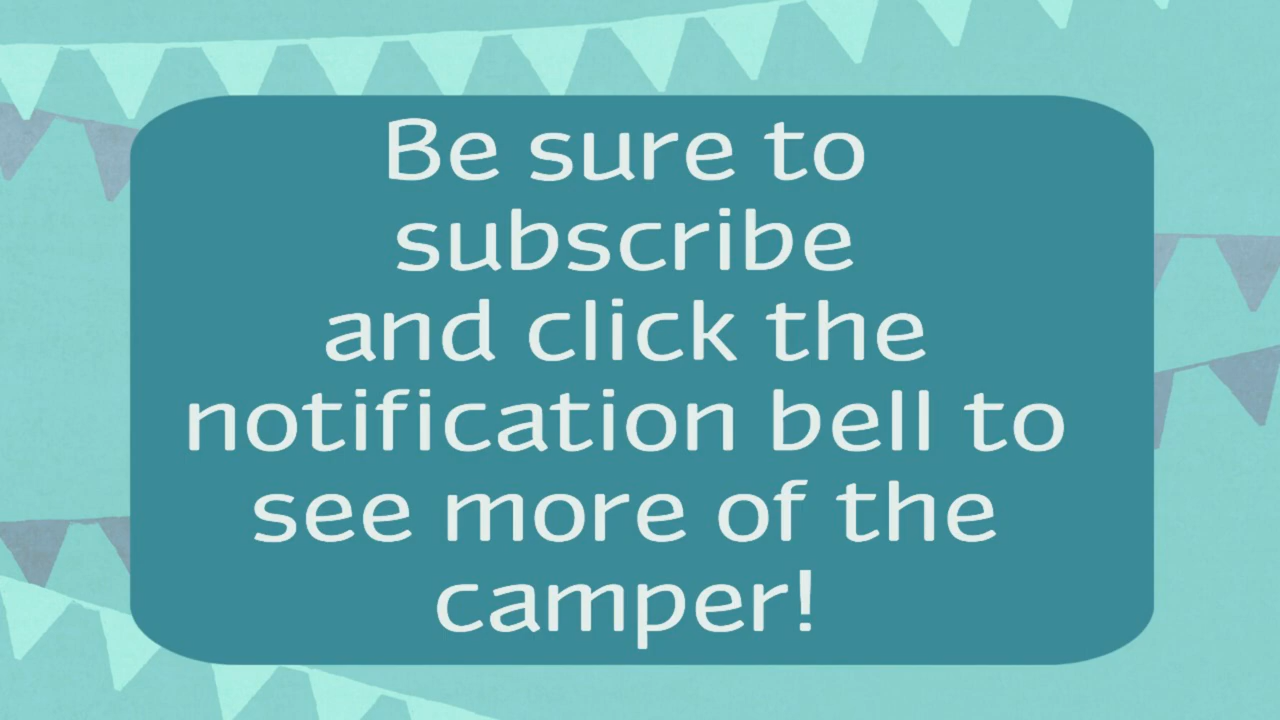 Be sure to
subscribe
and click the
notification bell to
see more of the
camper!